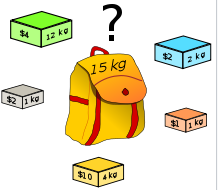 ?
$4 12 kg
$2 2 kg
15 kg
$2 1 kg
$1 1 kg
$10 4 kg